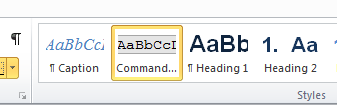 ¶ AaBbCcI AaBbCcI AaBb 1. Aa
¶ Caption Command... ¶ Heading 1 Heading 2
Styles